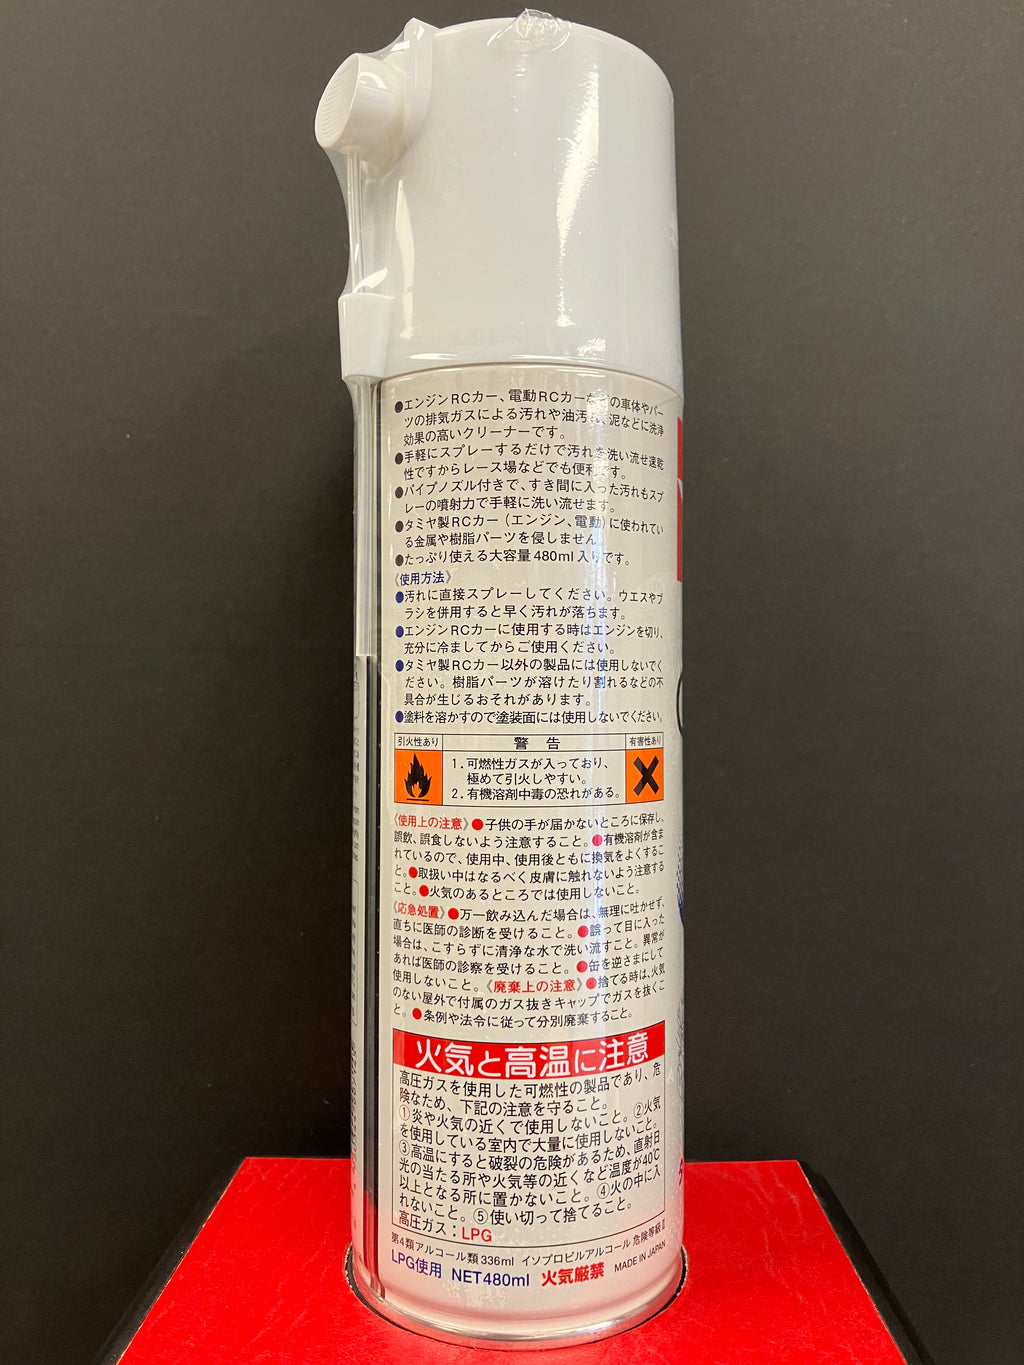 ●エンジンRCカー、電動RCカーなどの車体やパー
ツの排気ガスによる汚れや油汚れ、泥などに洗浄
効果の高いクリーナーです。
●手軽にスプレーするだけで汚れを洗い流せ速乾
性ですからレース場などでも便利です。
●パイプノズル付きで、すき間に入った汚れもスプ
レーの噴射力で手軽に洗い流せます。
●タミヤ製RCカー(エンジン、電動)に使われてい
る金属や樹脂パーツを侵しません。
●たっぷり使える大容量480ml入りです。
《使用方法》
●汚れに直接スプレーしてください。ウエスやブ
ラシを併用すると早く汚れが落ちます。
●エンジンRCカーに使用する時はエンジンを切り、
充分に冷ましてからご使用ください。
●タミヤ製RCカー以外の製品には使用しないでく
ださい。樹脂パーツが溶けたり割れるなどの不
具合が生じるおそれがあります。
●塗料を溶かすので塗装面には使用しないでください。
引火性あり 警告 有害性あり
1.可燃性ガスが入っており、
極めて引火しやすい。
2.有機溶剤中毒の恐れがある。
《使用上の注意》●子供の手が届かないところに保存し、
誤飲、誤食しないよう注意すること。●有機溶剤が含ま
れているので、使用中、使用後ともに換気をよくするこ
と。●取扱い中はなるべく皮膚に触れないよう注意する
こと。●火気のあるところでは使用しないこと。
《応急処置》●万一飲み込んだ場合は、無理に吐かせず、
直ちに医師の診断を受けること。●誤って目に入った
場合は、こすらずに清浄な水で洗い流すこと。異常が
あれば医師の診察を受けること。●缶を逆さまにして
使用しないこと。《廃棄上の注意》●捨てる時は、火気
のない屋外で付属のガス抜きキャップでガスを抜くこ
と。●条例や法令に従って分別廃棄すること。
火気と高温に注意
高圧ガスを使用した可燃性の製品であり、危
険なため、下記の注意を守ること。
①炎や火気の近くで使用しないこと。②火気
を使用している室内で大量に使用しないこと。
③高温にすると破裂の危険があるため、直射日
光の当たる所や火気等の近くなど温度が40℃
以上となる所に置かないこと。④火の中に入
れないこと。⑤使い切って捨てること。
高圧ガス:LPG
第4類アルコール類336ml イソプロピルアルコール 危険等級Ⅱ
LPG使用 NET480ml 火気厳禁 MADE IN JAPAN